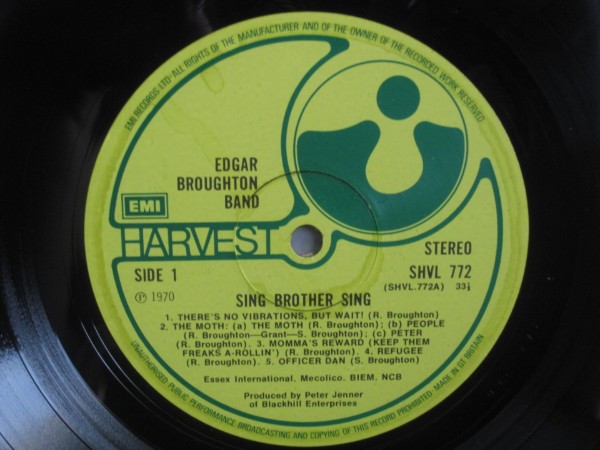 EMI RECORDS LTD·ALL RIGHTS OF THE MANUFACTURER AND OF THE OWNER OF THE RECORDED WORK RESERVED
EDGAR
BROUGHTON
BAND
EMI
HARVEST
STEREO
SIDE 1
SHVL 772
(SHVL.772A) 33⅓
℗ 1970
SING BROTHER SING
1. THERE'S NO VIBRATIONS, BUT WAIT! (R. Broughton)
2. THE MOTH: (a) THE MOTH (R. Broughton); (b) PEOPLE
(R. Broughton—Grant—S. Broughton); (c) PETER
(R. Broughton). 3. MOMMA'S REWARD (KEEP THEM
FREAKS A-ROLLIN') (R. Broughton). 4. REFUGEE
(R. Broughton). 5. OFFICER DAN (S. Broughton)
Essex International, Mecolico. BIEM. NCB
Produced by Peter Jenner
of Blackhill Enterprises
UNAUTHORISED PUBLIC PERFORMANCE BROADCASTING AND COPYING OF THIS RECORD PROHIBITED. MADE IN GT BRITAIN